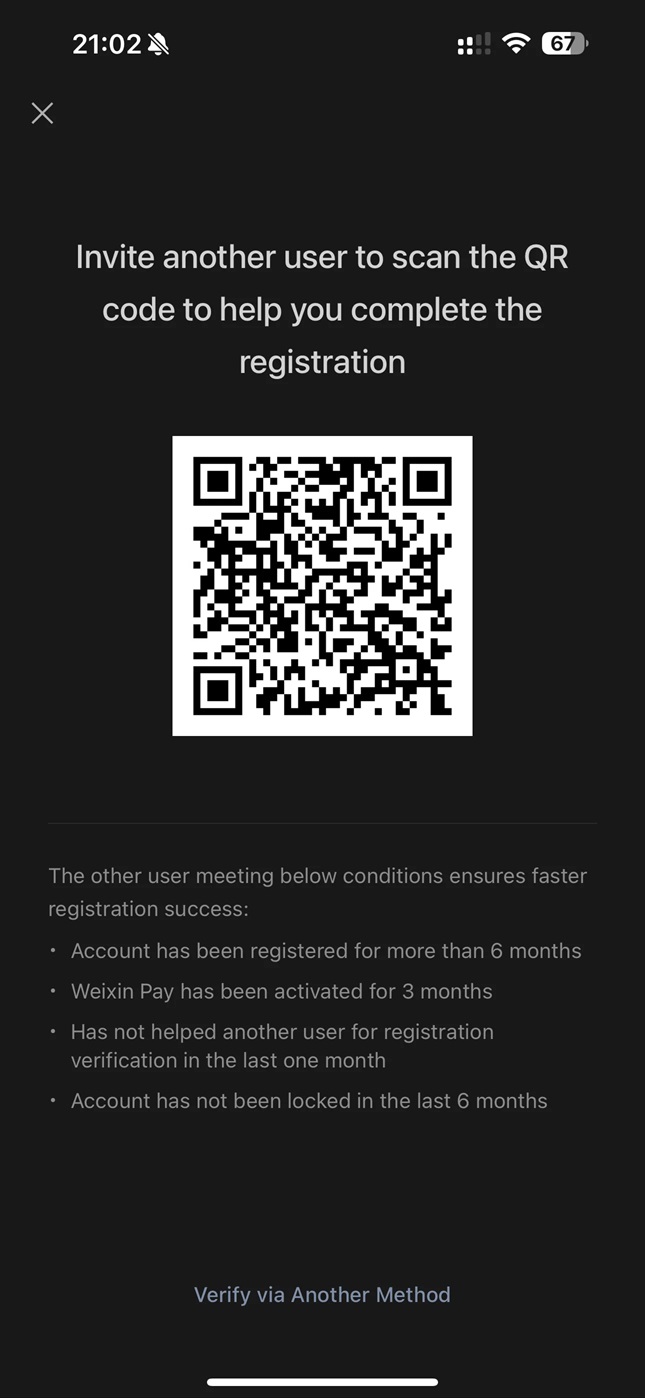 21:02
67
Invite another user to scan the QR
code to help you complete the
registration
The other user meeting below conditions ensures faster
registration success:
• Account has been registered for more than 6 months
• Weixin Pay has been activated for 3 months
• Has not helped another user for registration
verification in the last one month
• Account has not been locked in the last 6 months
Verify via Another Method